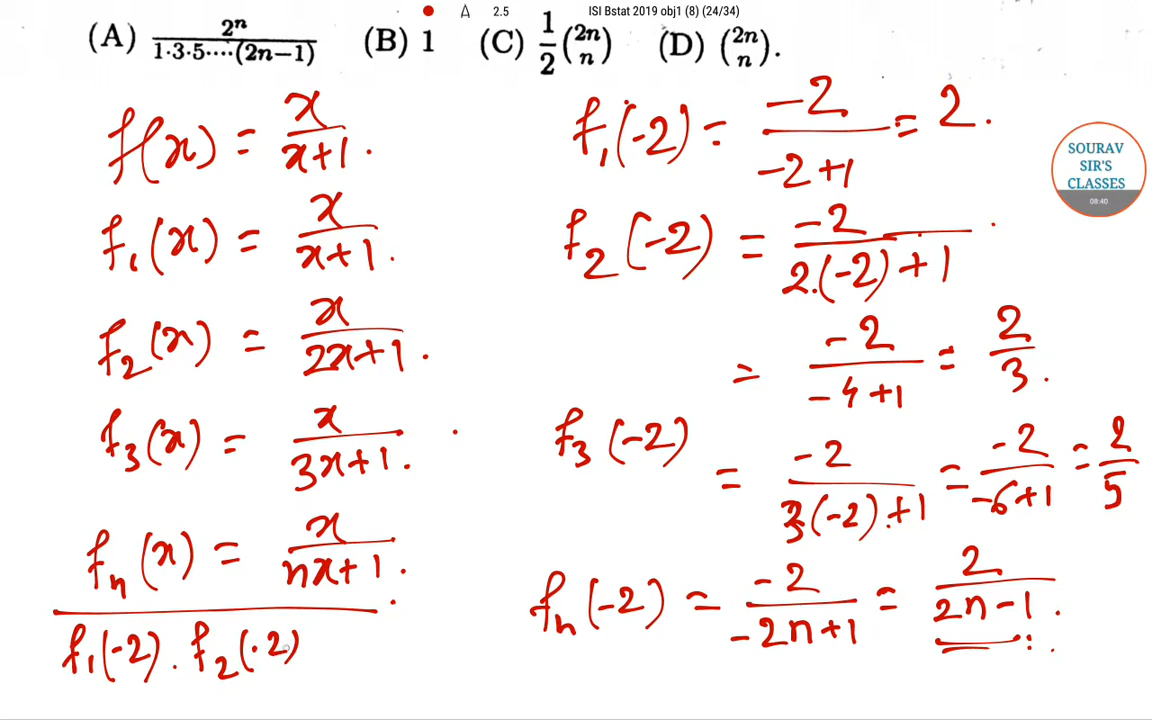 A 2.5 ISI Bstat 2019 obj1 (8) (24/34)
(A) 2ⁿ/(1·3·5····(2n−1)) (B) 1 (C) 1/2 (2n n) (D) (2n n).
f(x) = x/(x+1).
f₁(x) = x/(x+1).
f₂(x) = x/(2x+1).
f₃(x) = x/(3x+1).
fₙ(x) = x/(nx+1).
f₁(-2) . f₂(-2)
f₁(-2) = -2/(-2+1) = 2.
f₂(-2) = -2/(2.(-2)+1)
= -2/(-4+1) = 2/3.
f₃(-2)
= -2/(3(-2)+1) = -2/(-6+1) = 2/5
fₙ(-2) = -2/(-2n+1) = 2/(2n-1).
SOURAV
SIR'S
CLASSES
08:40